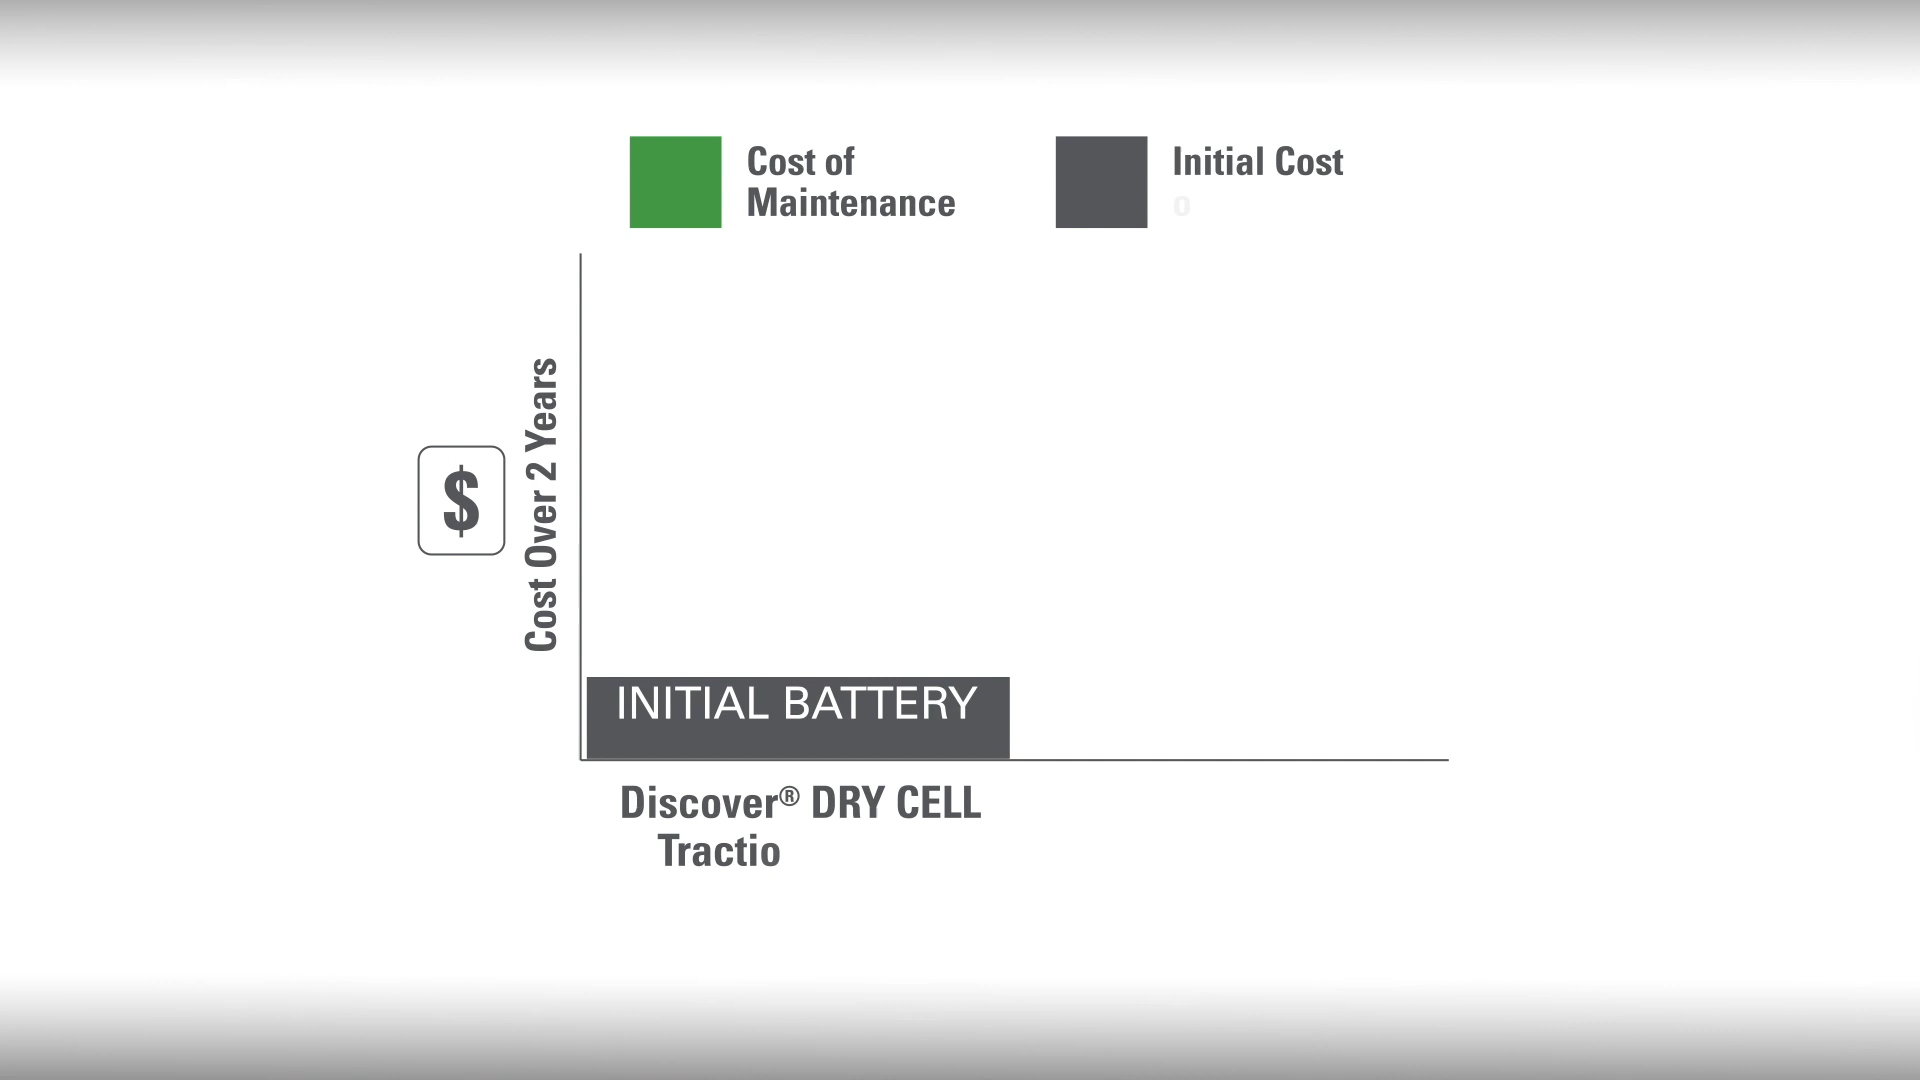 Cost of
Maintenance
Initial Cost
o
$
Cost Over 2 Years
INITIAL BATTERY
Discover® DRY CELL
Tractio